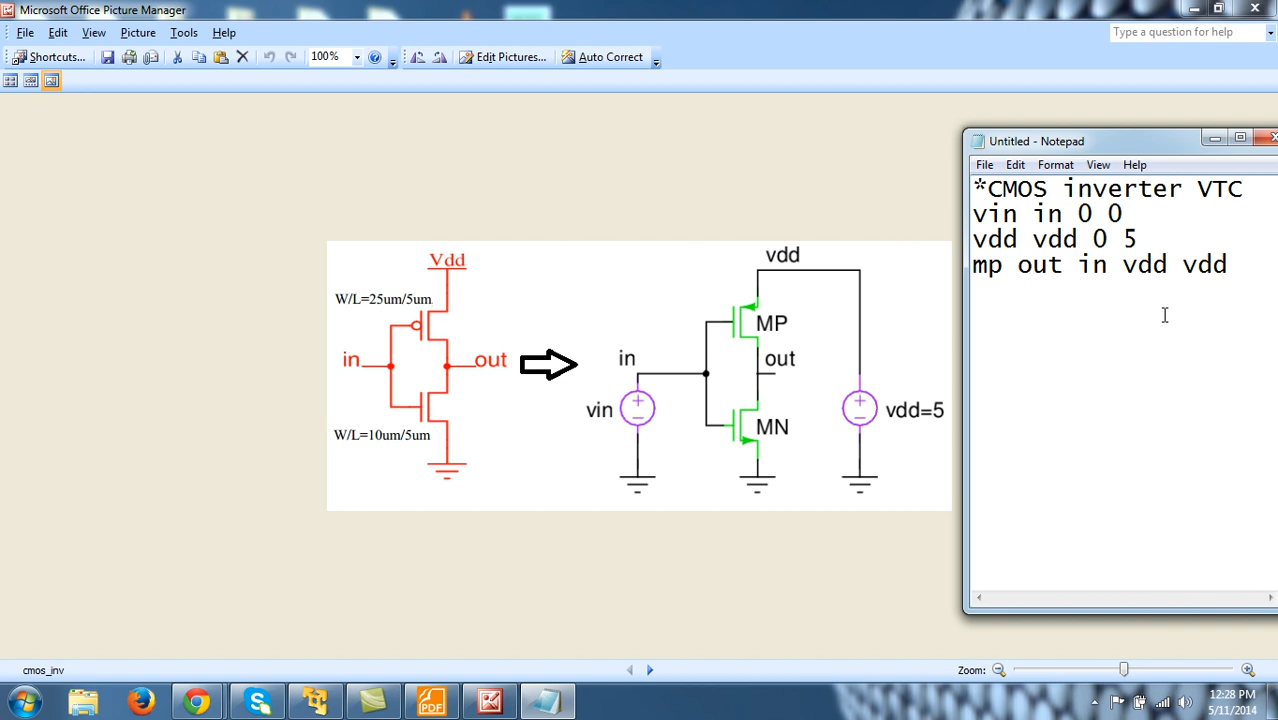 Microsoft Office Picture Manager
File Edit View Picture Tools Help
Type a question for help
Shortcuts... 100% Edit Pictures... Auto Correct
Untitled - Notepad
File Edit Format View Help
*CMOS inverter VTC
vin in 0 0
vdd vdd 0 5
mp out in vdd vdd
Vdd
W/L=25um/5um
in
out
W/L=10um/5um
vdd
MP
in
out
vin
MN
vdd=5
cmos_inv
Zoom:
PDF
12:28 PM
5/11/2014